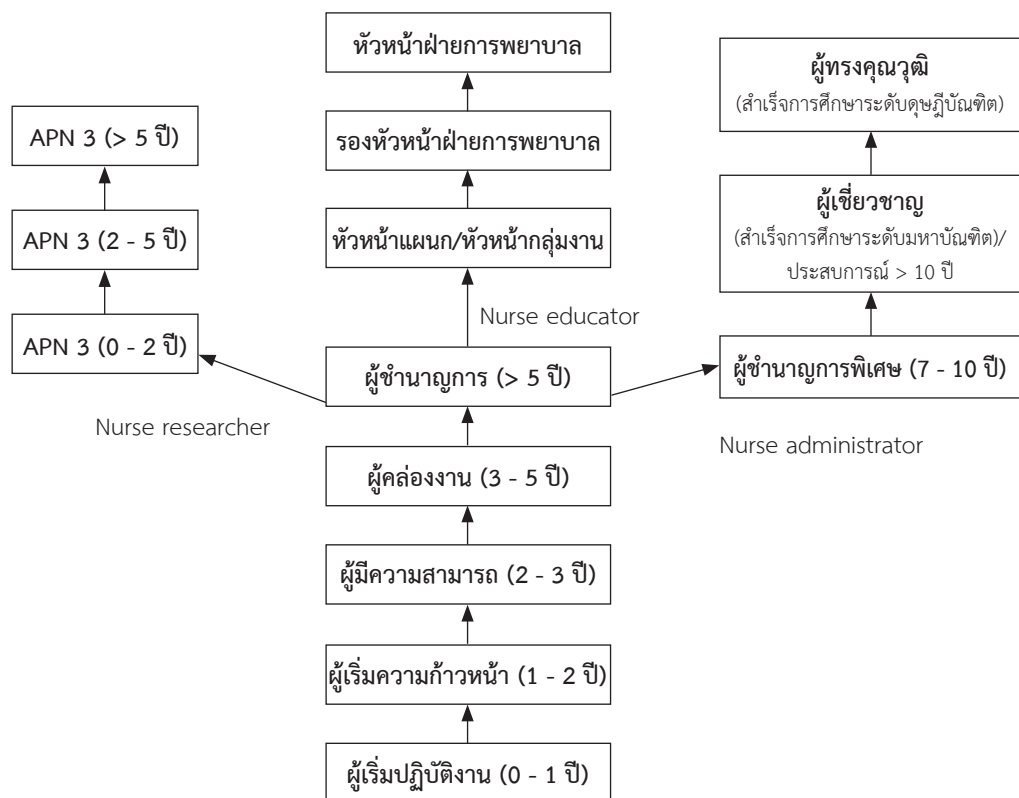 หัวหน้าฝ่ายการพยาบาล
ผู้ทรงคุณวุฒิ
(สำเร็จการศึกษาระดับดุษฎีบัณฑิต)
APN 3 (> 5 ปี)
รองหัวหน้าฝ่ายการพยาบาล
APN 3 (2 - 5 ปี)
หัวหน้าแผนก/หัวหน้ากลุ่มงาน
ผู้เชี่ยวชาญ
(สำเร็จการศึกษาระดับมหาบัณฑิต)/
ประสบการณ์ > 10 ปี
Nurse educator
APN 3 (0 - 2 ปี)
ผู้ชำนาญการ (> 5 ปี)
ผู้ชำนาญการพิเศษ (7 - 10 ปี)
Nurse researcher
Nurse administrator
ผู้คล่องงาน (3 - 5 ปี)
ผู้มีความสามารถ (2 - 3 ปี)
ผู้เริ่มความก้าวหน้า (1 - 2 ปี)
ผู้เริ่มปฏิบัติงาน (0 - 1 ปี)